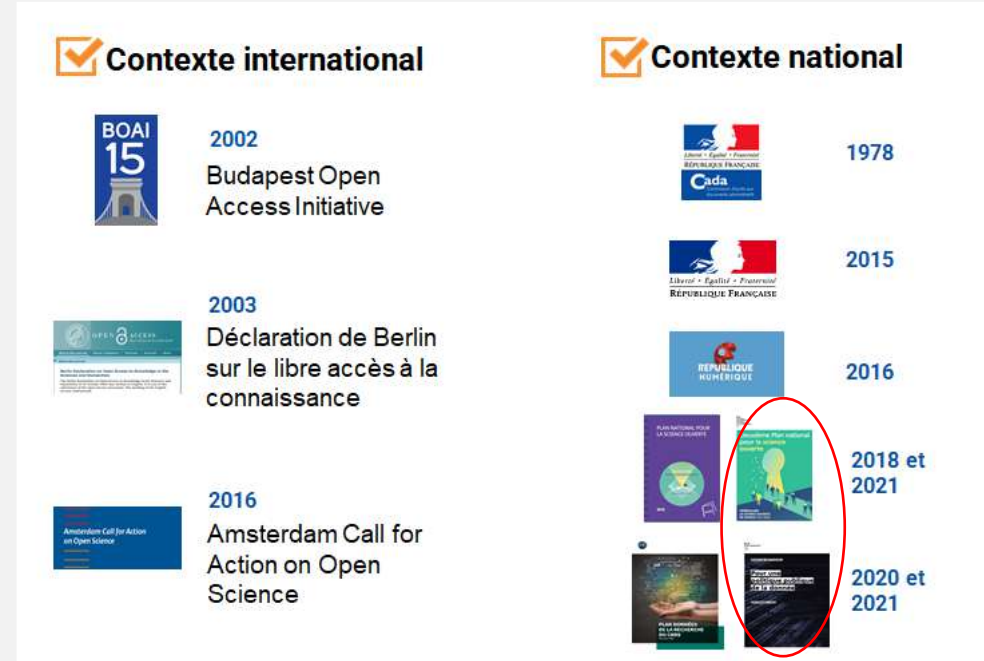 Contexte international
BOAI
15
2002
Budapest Open
Access Initiative
OPEN ACCESS
2003
Déclaration de Berlin
sur le libre accès à la
connaissance
Amsterdam Call for Action
on Open Science
2016
Amsterdam Call for
Action on Open
Science
Contexte national
Liberté • Égalité • Fraternité
RÉPUBLIQUE FRANÇAISE
Cada
1978
Liberté • Égalité • Fraternité
RÉPUBLIQUE FRANÇAISE
2015
RÉPUBLIQUE
NUMÉRIQUE
2016
PLAN NATIONAL POUR
LA SCIENCE OUVERTE
Deuxième Plan national
pour la science
ouverte
2018 et
2021
PLAN DONNÉES
DE LA RECHERCHE
DU CNRS
Pour une
politique publique
de la donnée
2020 et
2021